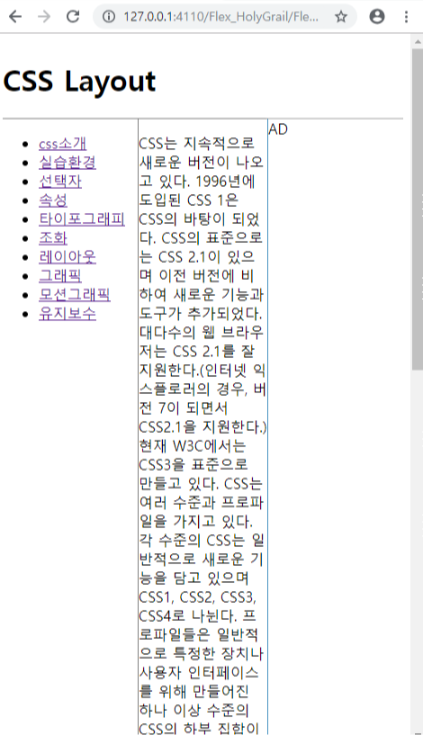 127.0.0.1:4110/Flex_HolyGrail/Fle...
CSS Layout
css소개
실습환경
선택자
속성
타이포그래피
조화
레이아웃
그래픽
모션그래픽
유지보수
CSS는 지속적으로
새로운 버전이 나오
고 있다. 1996년에
도입된 CSS 1은
CSS의 바탕이 되었
다. CSS의 표준으로
는 CSS 2.1이 있으
며 이전 버전에 비
하여 새로운 기능과
도구가 추가되었다.
대다수의 웹 브라우
저는 CSS 2.1를 잘
지원한다.(인터넷 익
스플로러의 경우, 버
전 7이 되면서
CSS2.1을 지원한다.)
현재 W3C에서는
CSS3을 표준으로
만들고 있다. CSS는
여러 수준과 프로파
일을 가지고 있다.
각 수준의 CSS는 일
반적으로 새로운 기
능을 담고 있으며
CSS1, CSS2, CSS3,
CSS4로 나뉜다. 프
로파일들은 일반적
으로 특정한 장치나
사용자 인터페이스
를 위해 만들어진
하나 이상 수준의
CSS의 하부 집합이
AD